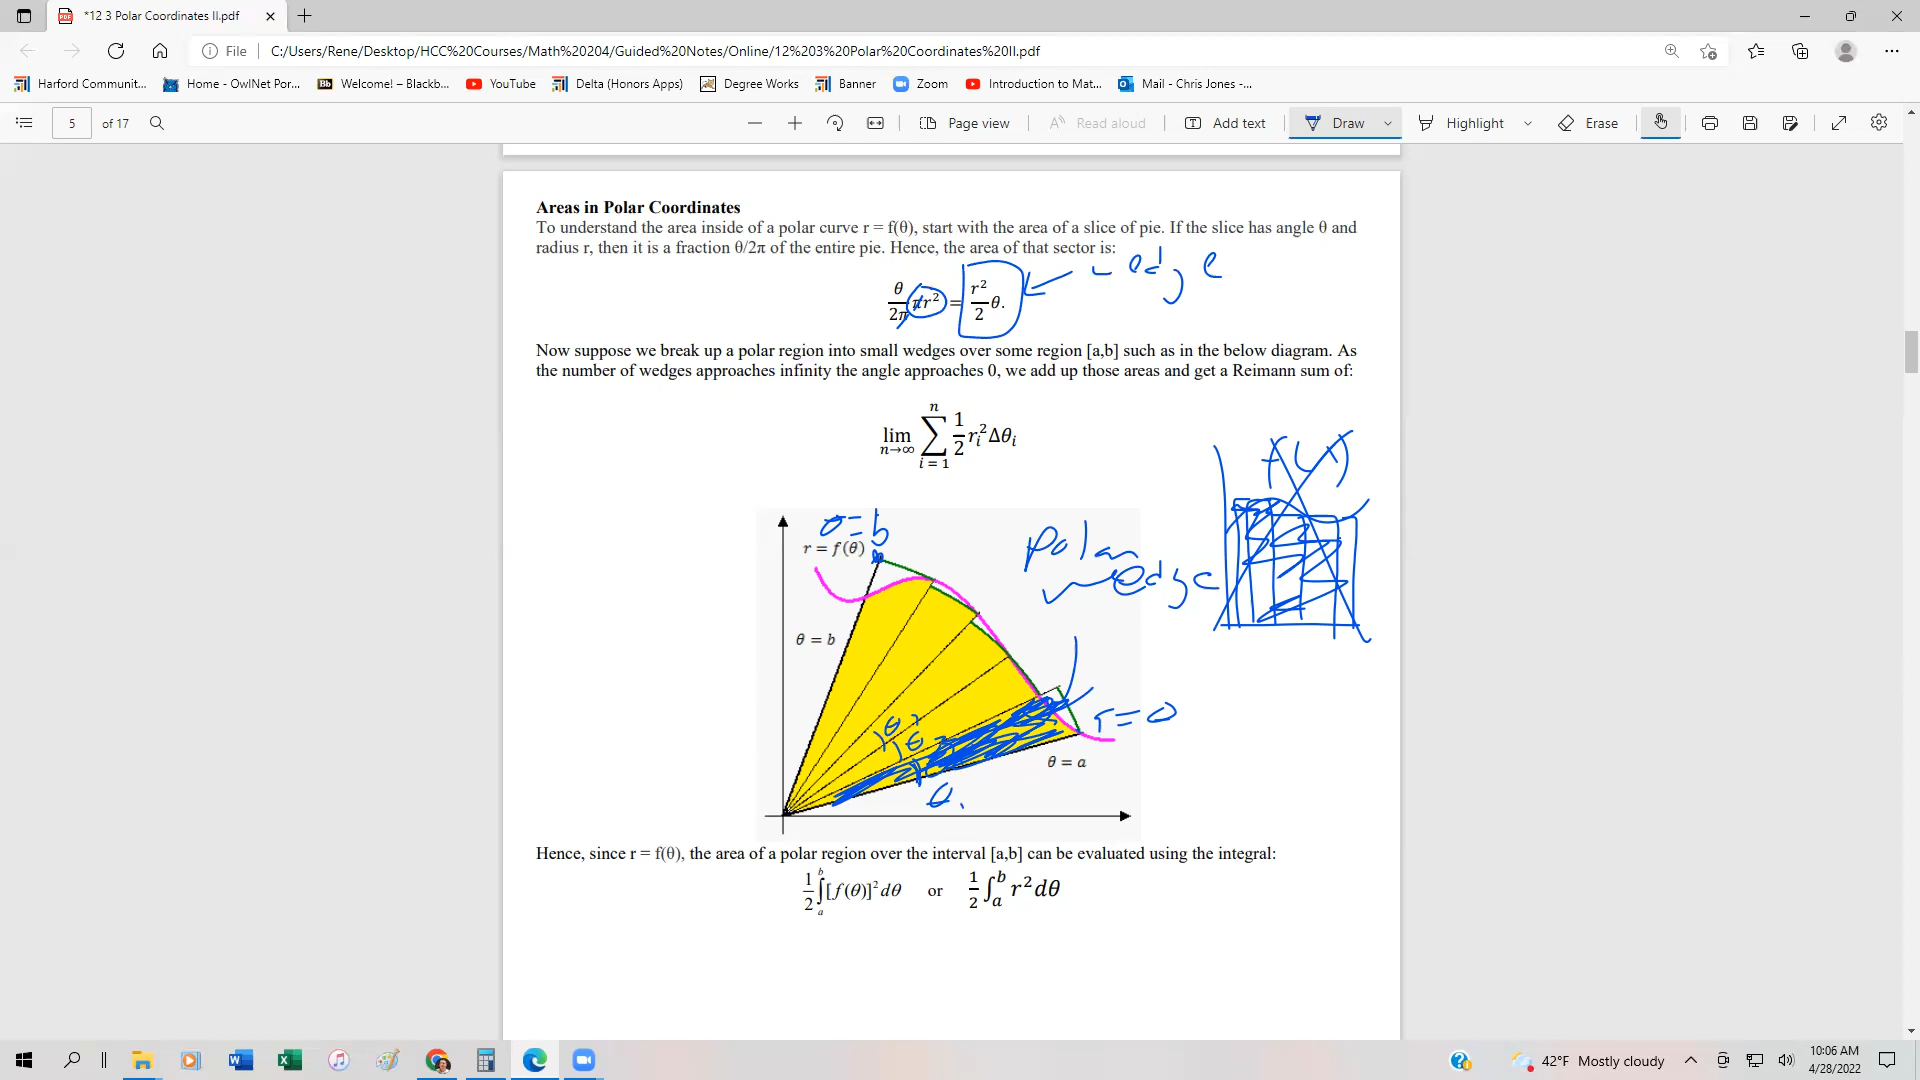 *12 3 Polar Coordinates II.pdf
File
C:/Users/Rene/Desktop/HCC%20Courses/Math%20204/Guided%20Notes/Online/12%203%20Polar%20Coordinates%20II.pdf
Harford Communit... Home - OwlNet Por... Bb Welcome! – Blackb... YouTube Delta (Honors Apps) Degree Works Banner Zoom Introduction to Mat... Mail - Chris Jones -...
5 of 17 Page view Read aloud Add text Draw Highlight Erase
Areas in Polar Coordinates
To understand the area inside of a polar curve r = f(θ), start with the area of a slice of pie. If the slice has angle θ and
radius r, then it is a fraction θ/2π of the entire pie. Hence, the area of that sector is:
θ/2π πr² = r²/2 θ.
Now suppose we break up a polar region into small wedges over some region [a,b] such as in the below diagram. As
the number of wedges approaches infinity the angle approaches 0, we add up those areas and get a Reimann sum of:
lim n→∞ ∑ i = 1 n 1/2 rᵢ² Δθᵢ
f(x)
θ = b
r = f(θ)
Polar
wedge
θ = b
θ = a
Hence, since r = f(θ), the area of a polar region over the interval [a,b] can be evaluated using the integral:
1/2 ∫ₐᵇ [f(θ)]² dθ or 1/2 ∫ₐᵇ r² dθ
42°F Mostly cloudy
10:06 AM
4/28/2022